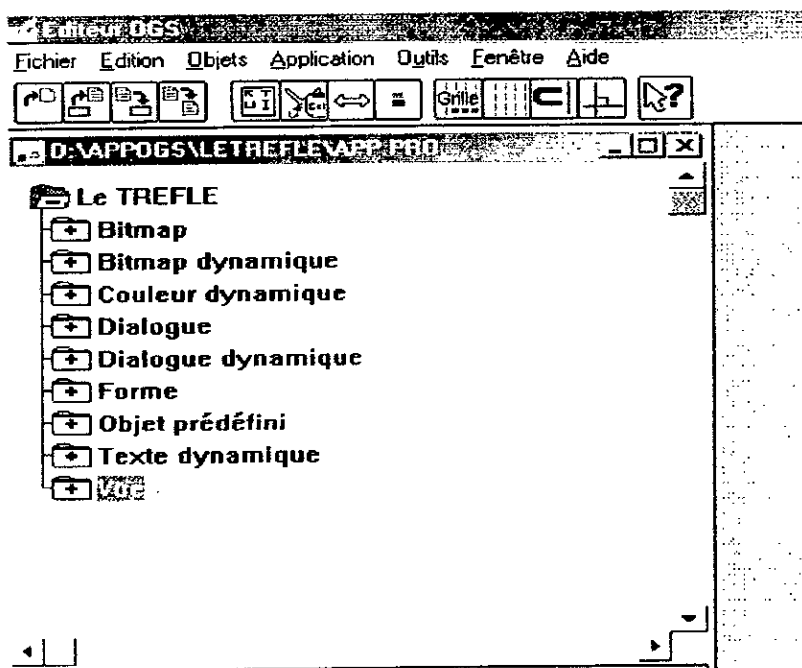 Editeur OGS
Fichier Edition Objets Application Outils Fenêtre Aide
Grille
D:\APPOGS\LETREFLE\APP.PRO
Le TREFLE
Bitmap
Bitmap dynamique
Couleur dynamique
Dialogue
Dialogue dynamique
Forme
Objet prédéfini
Texte dynamique
Vue